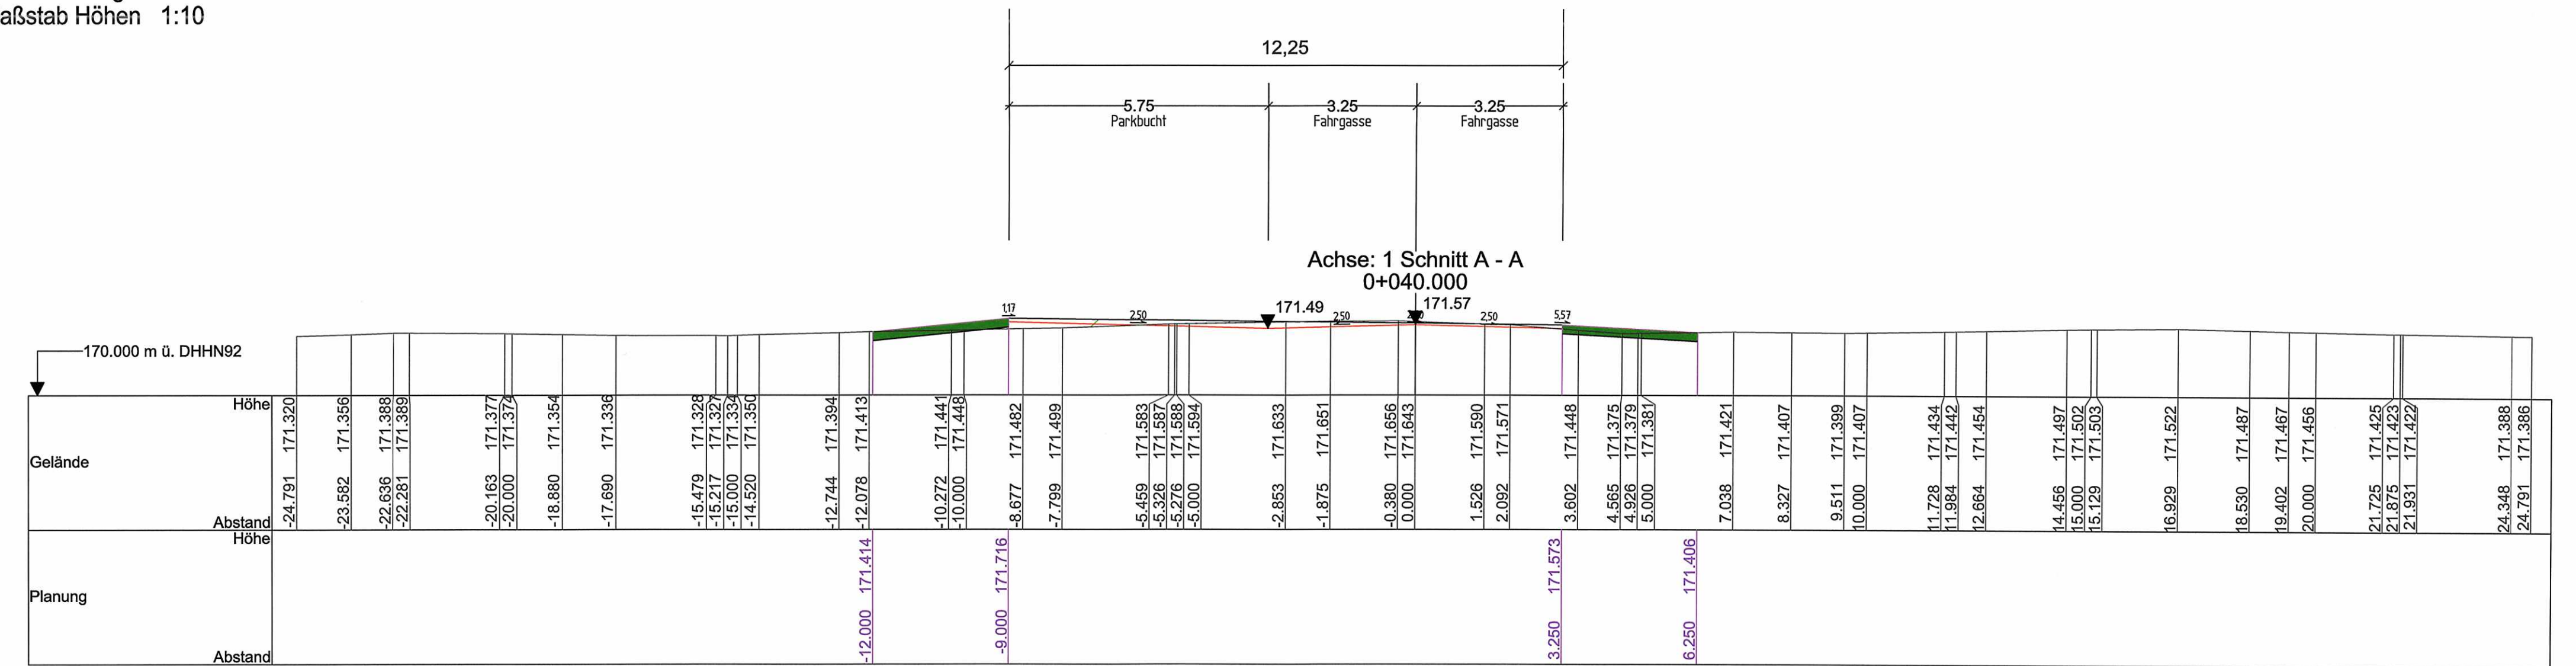 aßstab Höhen 1:10
12,25
5.75 3.25 3.25
Parkbucht Fahrgasse Fahrgasse
Achse: 1 Schnitt A - A
0+040.000
1,17 2,50 171.49 2,50 171.57 2,50 5,57
170.000 m ü. DHHN92
Höhe
171.320 171.356 171.388 171.389 171.377 171.374 171.354 171.336 171.328 171.327 171.334 171.350 171.394 171.413 171.441 171.448 171.482 171.499 171.583 171.587 171.588 171.594 171.633 171.651 171.656 171.643 171.590 171.571 171.448 171.375 171.379 171.381 171.421 171.407 171.399 171.407 171.434 171.442 171.454 171.497 171.502 171.503 171.522 171.487 171.467 171.456 171.425 171.423 171.422 171.388 171.386
Gelände
Abstand
-24.791 -23.582 -22.636 -22.281 -20.163 -20.000 -18.880 -17.690 -15.479 -15.217 -15.000 -14.520 -12.744 -12.078 -10.272 -10.000 -8.677 -7.799 -5.459 -5.326 -5.276 -5.000 -2.853 -1.875 -0.380 0.000 1.526 2.092 3.602 4.565 4.926 5.000 7.038 8.327 9.511 10.000 11.728 11.984 12.664 14.456 15.000 15.129 16.929 18.530 19.402 20.000 21.725 21.875 21.931 24.348 24.791
Höhe
171.414 171.716 171.573 171.406
Planung
Abstand
-12.000 -9.000 3.250 6.250